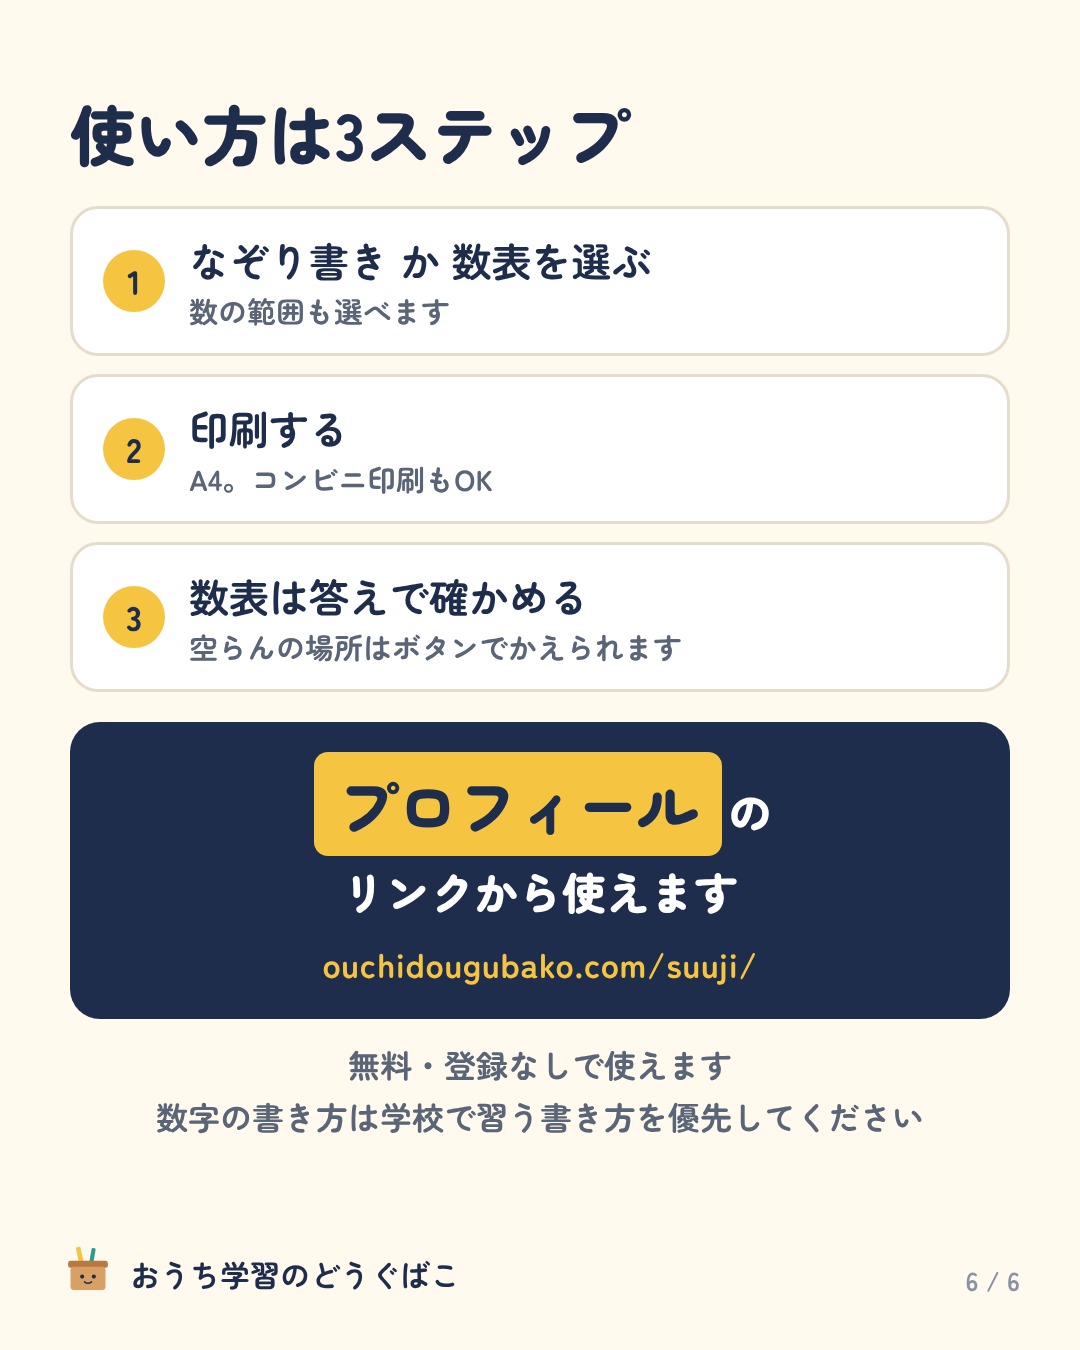 使い方は3ステップ
1
なぞり書き か 数表を選ぶ
数の範囲も選べます
2
印刷する
A4。コンビニ印刷もOK
3
数表は答えで確かめる
空らんの場所はボタンでかえられます
プロフィールの
リンクから使えます
ouchidougubako.com/suuji/
無料・登録なしで使えます
数字の書き方は学校で習う書き方を優先してください
おうち学習のどうぐばこ
6 / 6